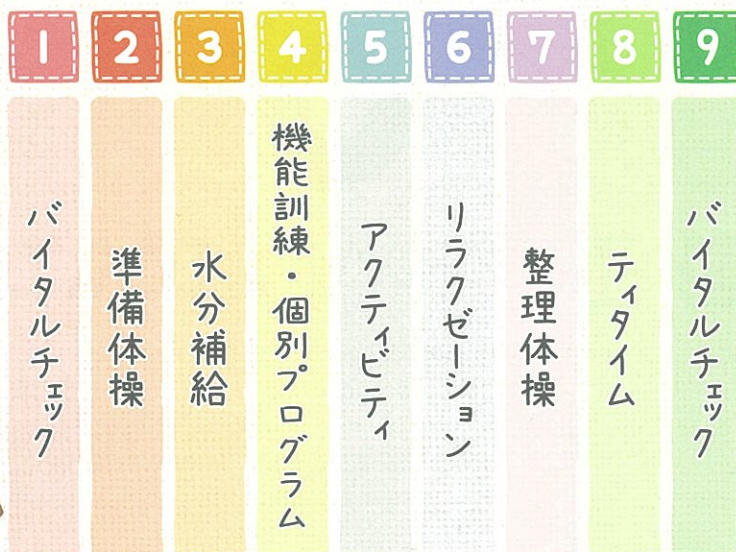 1
バイタルチェック
2
準備体操
3
水分補給
4
機能訓練・個別プログラム
5
アクティビティ
6
リラクゼーション
7
整理体操
8
ティタイム
9
バイタルチェック